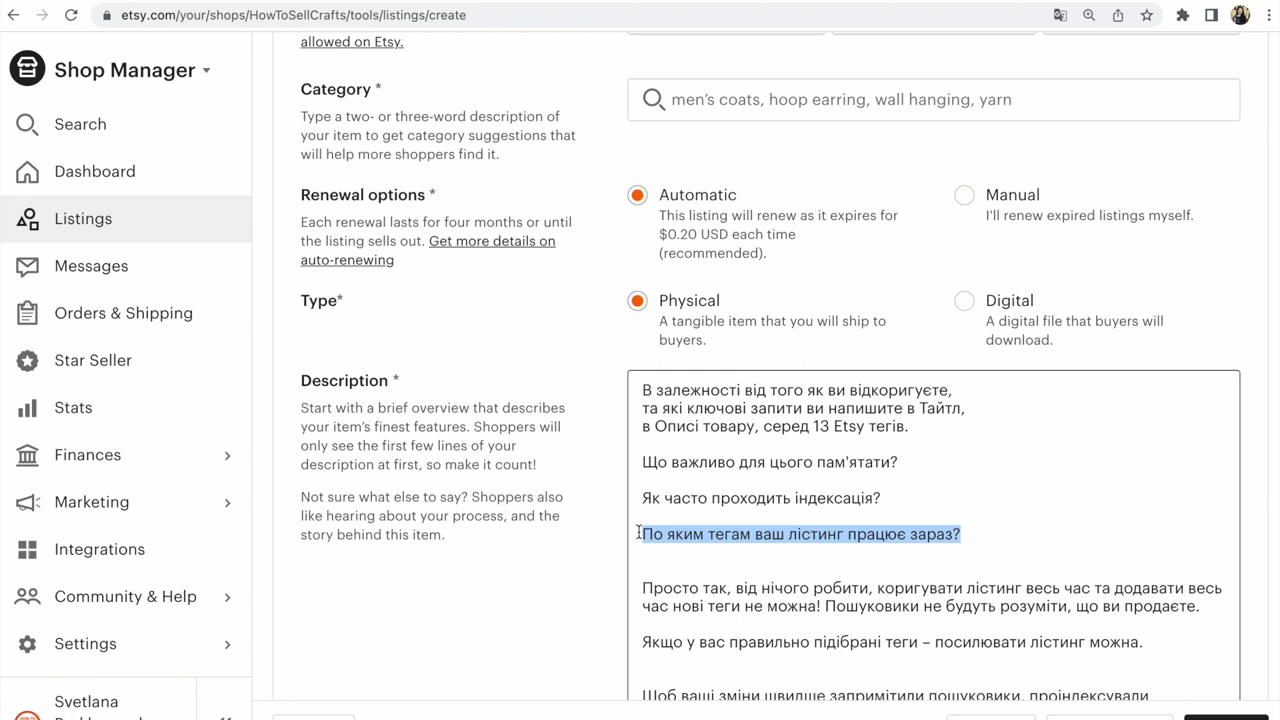 etsy.com/your/shops/HowToSellCrafts/tools/listings/create
Shop Manager
Search
Dashboard
Listings
Messages
Orders & Shipping
Star Seller
Stats
Finances
Marketing
Integrations
Community & Help
Settings
Svetlana
allowed on Etsy.
Category *
Type a two- or three-word description of
your item to get category suggestions that
will help more shoppers find it.
men's coats, hoop earring, wall hanging, yarn
Renewal options *
Each renewal lasts for four months or until
the listing sells out. Get more details on
auto-renewing
Automatic
This listing will renew as it expires for
$0.20 USD each time
(recommended).
Manual
I'll renew expired listings myself.
Type*
Physical
A tangible item that you will ship to
buyers.
Digital
A digital file that buyers will
download.
Description *
Start with a brief overview that describes
your item's finest features. Shoppers will
only see the first few lines of your
description at first, so make it count!
Not sure what else to say? Shoppers also
like hearing about your process, and the
story behind this item.
В залежності від того як ви відкоригуєте,
та які ключові запити ви напишите в Тайтл,
в Описі товару, серед 13 Etsy тегів.
Що важливо для цього пам'ятати?
Як часто проходить індексація?
По яким тегам ваш лістинг працює зараз?
Просто так, від нічого робити, коригувати лістинг весь час та додавати весь
час нові теги не можна! Пошуковики не будуть розуміти, що ви продаєте.
Якщо у вас правильно підібрані теги – посилювати лістинг можна.
Щоб ваші зміни швидше запримітили пошуковики, проіндексували